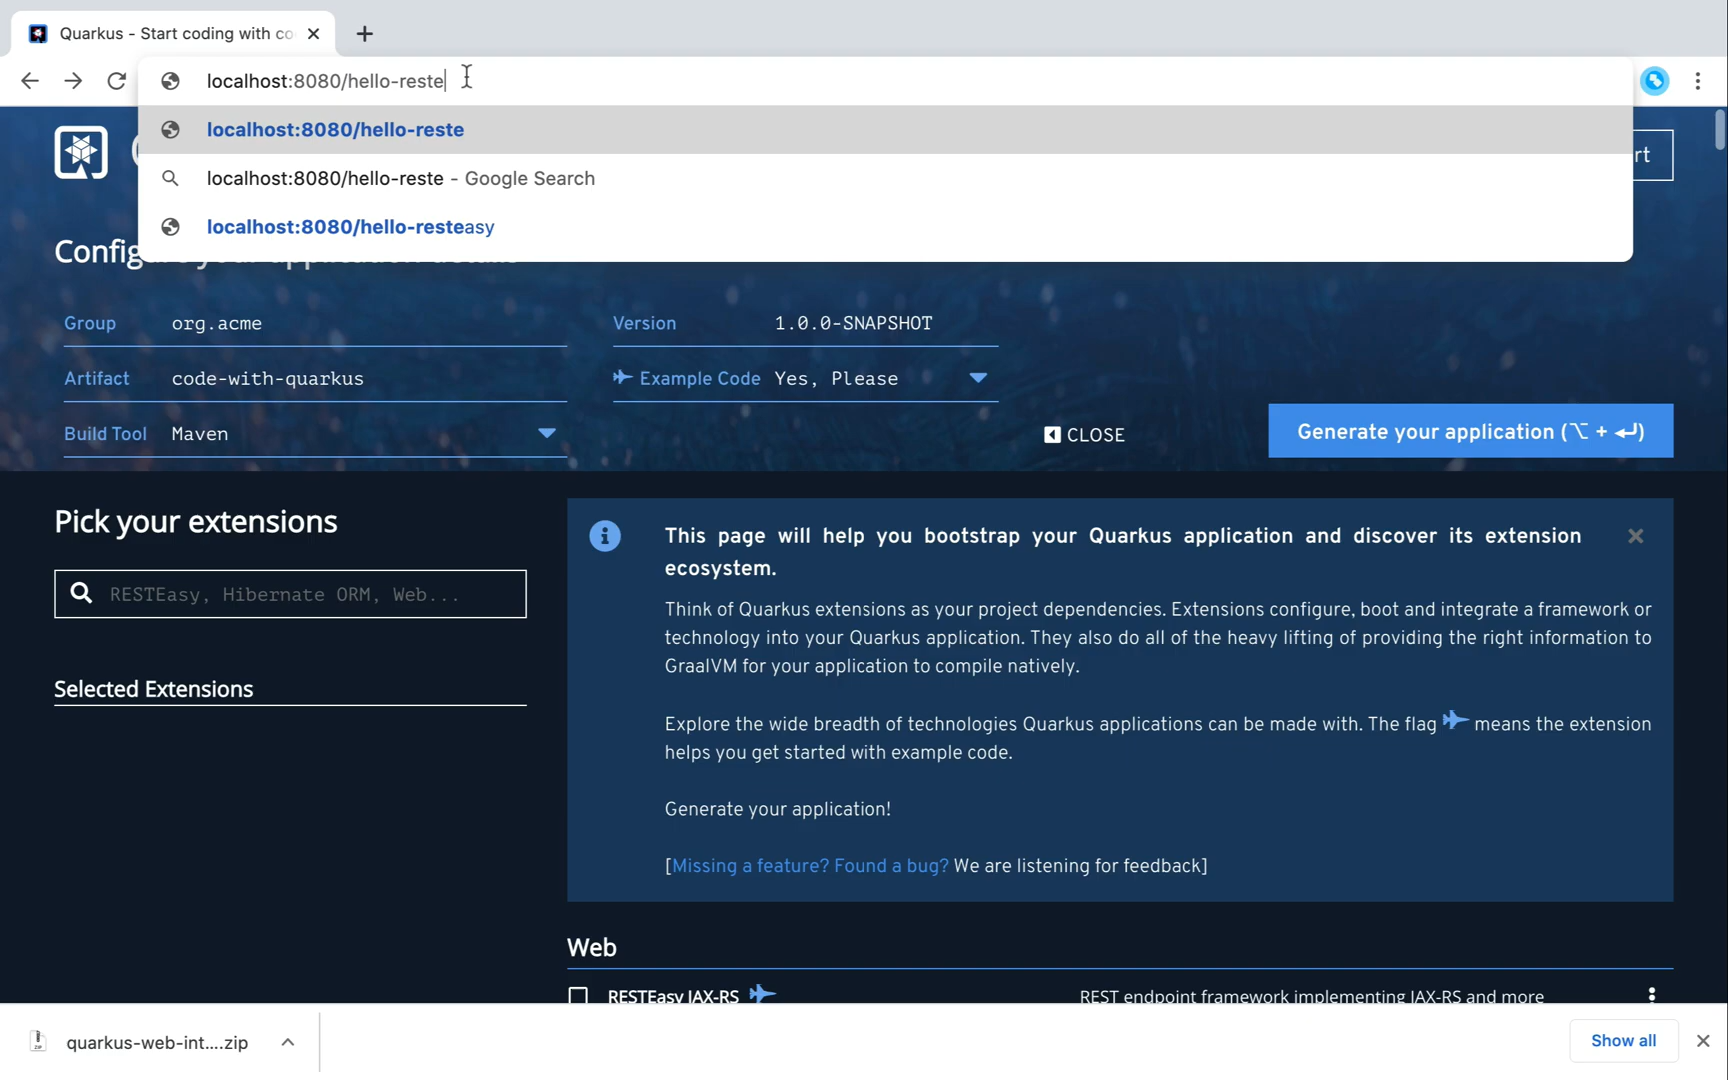 Quarkus - Start coding with co
localhost:8080/hello-reste
localhost:8080/hello-reste
localhost:8080/hello-reste - Google Search
localhost:8080/hello-resteasy
rt
Group org.acme
Version 1.0.0-SNAPSHOT
Artifact code-with-quarkus
Example Code Yes, Please
Build Tool Maven
CLOSE
Generate your application (⌥ + ↵)
Pick your extensions
RESTEasy, Hibernate ORM, Web...
Selected Extensions
This page will help you bootstrap your Quarkus application and discover its extension
ecosystem.
Think of Quarkus extensions as your project dependencies. Extensions configure, boot and integrate a framework or
technology into your Quarkus application. They also do all of the heavy lifting of providing the right information to
GraalVM for your application to compile natively.
Explore the wide breadth of technologies Quarkus applications can be made with. The flag means the extension
helps you get started with example code.
Generate your application!
[Missing a feature? Found a bug? We are listening for feedback]
Web
RESTEasy JAX-RS
REST endpoint framework implementing JAX-RS and more
quarkus-web-int....zip
Show all